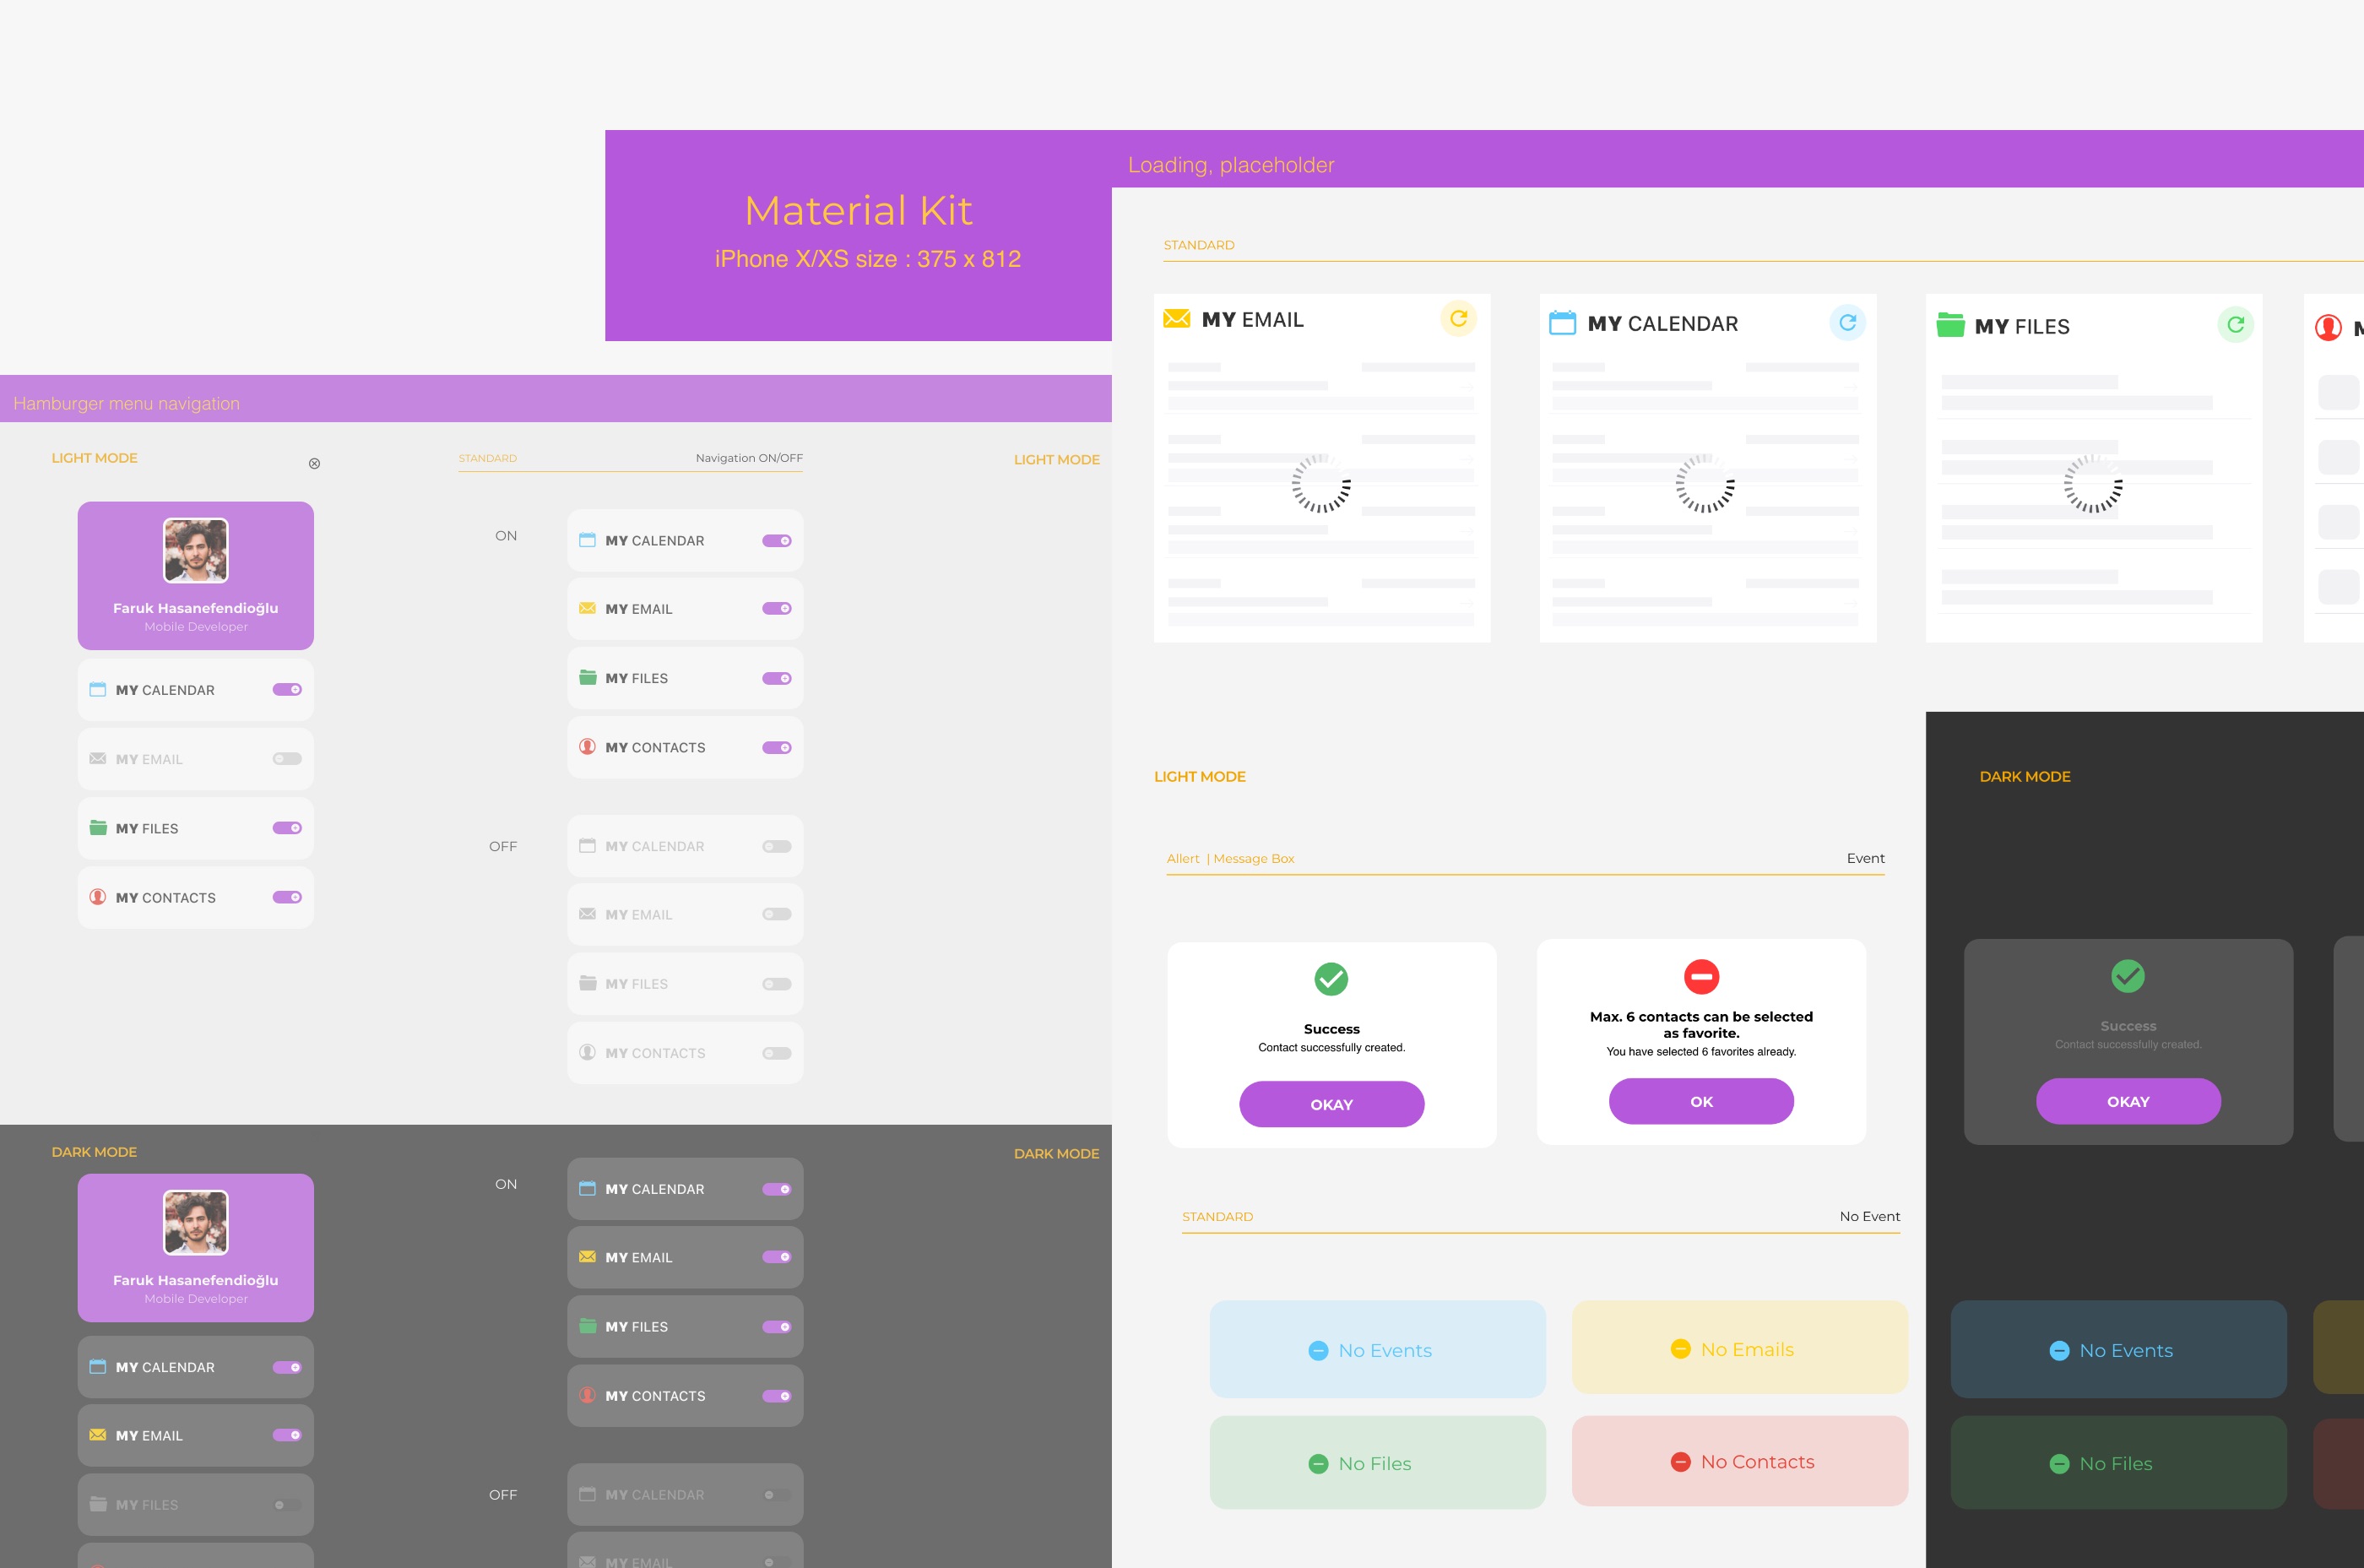 Material Kit
iPhone X/XS size : 375 x 812
Hamburger menu navigation
LIGHT MODE
Faruk Hasanefendioğlu
Mobile Developer
MY CALENDAR
MY EMAIL
MY FILES
MY CONTACTS
STANDARD
Navigation ON/OFF
ON
MY CALENDAR
MY EMAIL
MY FILES
MY CONTACTS
OFF
MY CALENDAR
MY EMAIL
MY FILES
MY CONTACTS
LIGHT MODE
DARK MODE
Faruk Hasanefendioğlu
Mobile Developer
MY CALENDAR
MY EMAIL
MY FILES
ON
MY CALENDAR
MY EMAIL
MY FILES
MY CONTACTS
OFF
MY CALENDAR
MY EMAIL
DARK MODE
Loading, placeholder
STANDARD
MY EMAIL
MY CALENDAR
MY FILES
LIGHT MODE
Allert | Message Box
Event
Success
Contact successfully created.
OKAY
Max. 6 contacts can be selected
as favorite.
You have selected 6 favorites already.
OK
STANDARD
No Event
No Events
No Emails
No Files
No Contacts
DARK MODE
Success
Contact successfully created.
OKAY
No Events
No Files